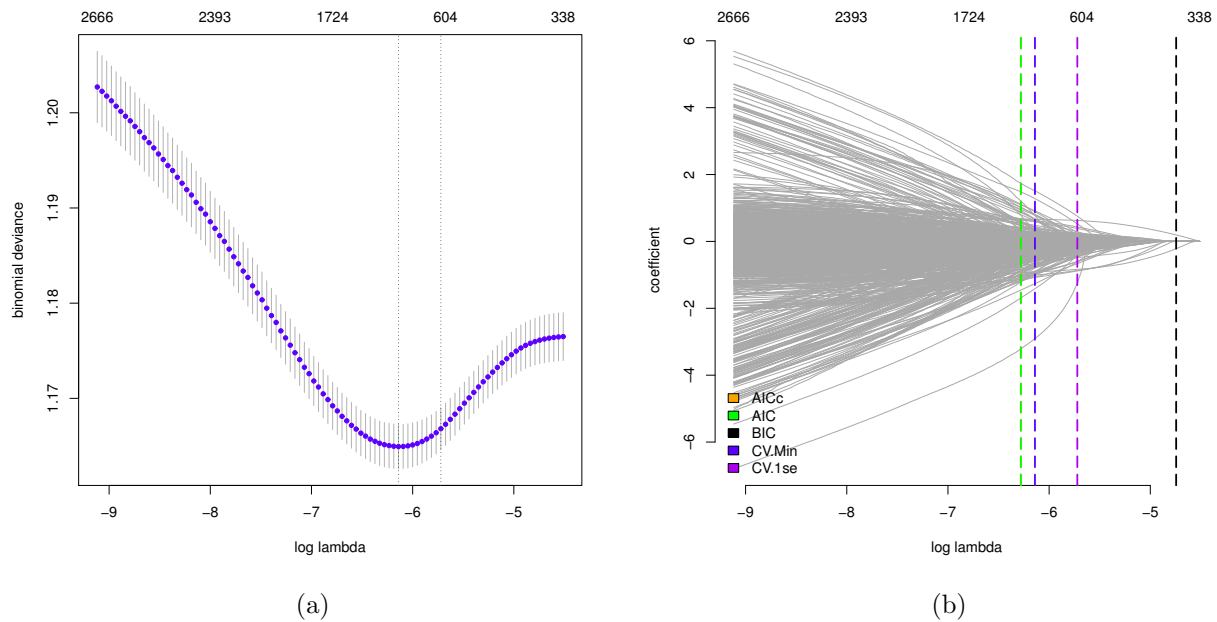 2666 2393 1724 604 338
binomial deviance
1.20
1.19
1.18
1.17
−9 −8 −7 −6 −5
log lambda
(a)
2666 2393 1724 604 338
coefficient
6
4
2
0
−2
−4
−6
AICc
AIC
BIC
CV.Min
CV.1se
−9 −8 −7 −6 −5
log lambda
(b)